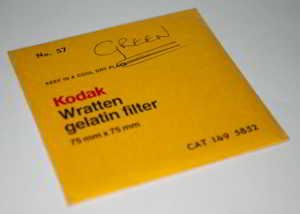 No. 57
GREEN
KEEP IN A COOL DRY PLACE
Kodak
Wratten
gelatin filter
75 mm x 75 mm
CAT 149 5852